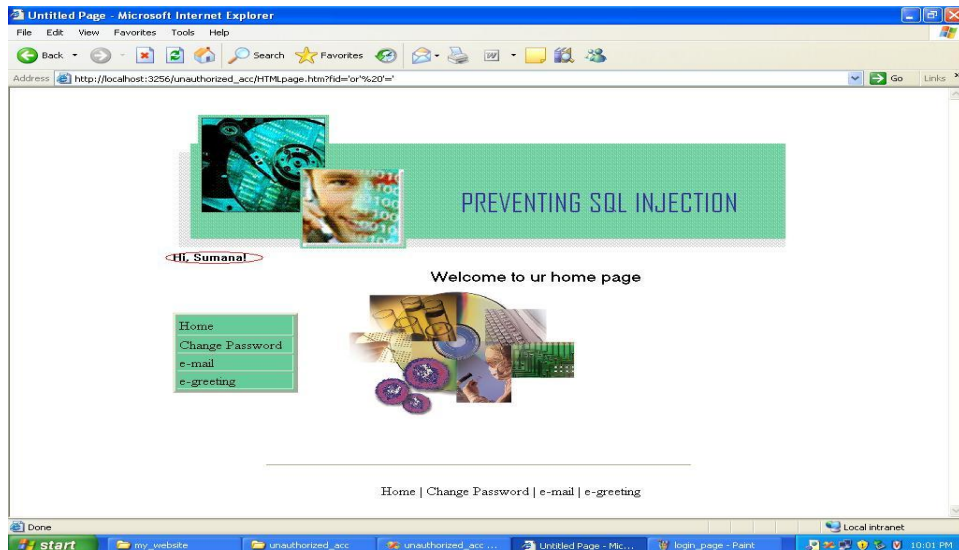 Untitled Page - Microsoft Internet Explorer
File Edit View Favorites Tools Help
Back Search Favorites
Address http://localhost:3256/unauthorized_acc/HTMLpage.htm?fid='or'%20'=' Go Links
PREVENTING SQL INJECTION
Hi, Sumana!
Welcome to ur home page
Home
Change Password
e-mail
e-greeting
Home | Change Password | e-mail | e-greeting
Done Local intranet
start my_website unauthorized_acc unauthorized_acc ... Untitled Page - Mic... login_page - Paint 10:01 PM